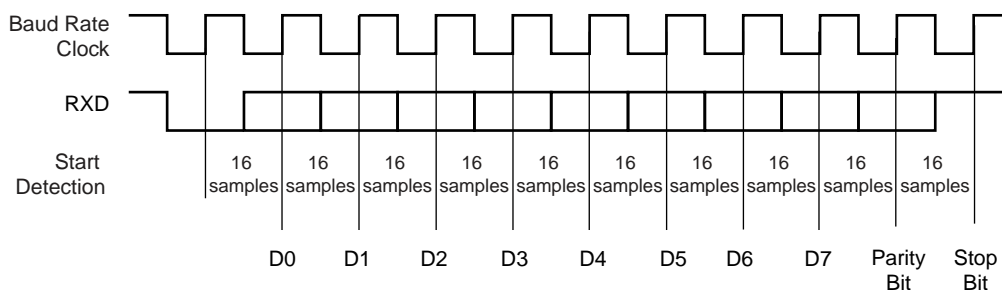 Baud Rate
Clock
RXD
Start
Detection
16 16 16 16 16 16 16 16 16 16
samples samples samples samples samples samples samples samples samples samples
D0 D1 D2 D3 D4 D5 D6 D7 Parity Stop
Bit Bit